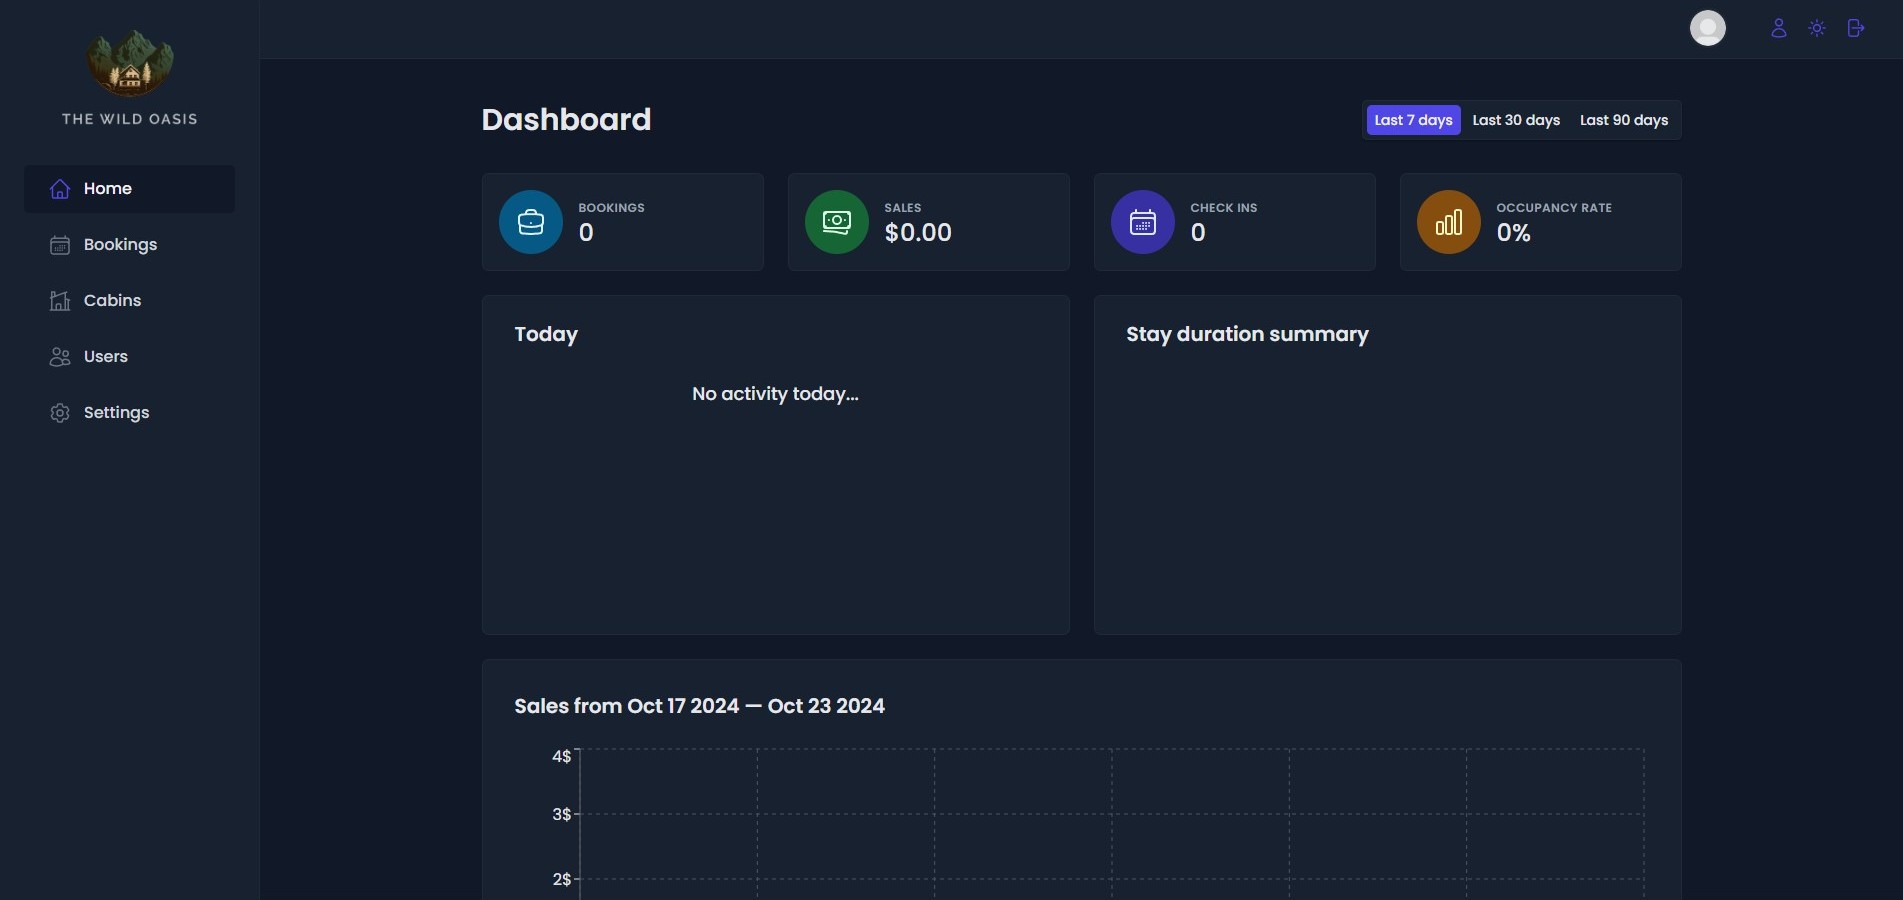 THE WILD OASIS
Home
Bookings
Cabins
Users
Settings
Dashboard
Last 7 days Last 30 days Last 90 days
BOOKINGS
0
SALES
$0.00
CHECK INS
0
OCCUPANCY RATE
0%
Today
No activity today...
Stay duration summary
Sales from Oct 17 2024 — Oct 23 2024
4$
3$
2$